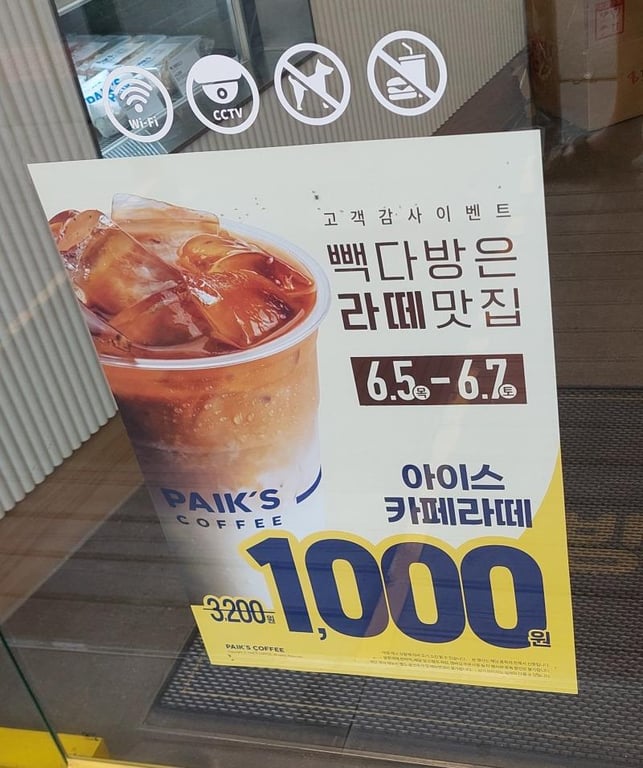 Wi-Fi
CCTV
고객감사이벤트
빽다방은
라떼맛집
6.5목-6.7토
아이스
카페라떼
PAIK'S
COFFEE
3,200원
1,000원
PAIK'S COFFEE